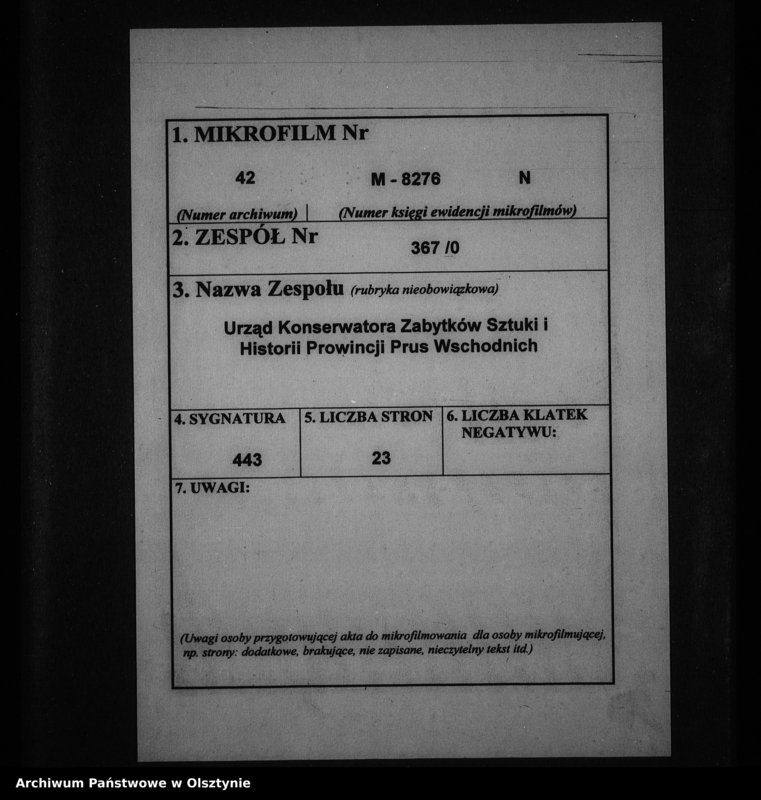 1. MIKROFILM Nr
42 M - 8276 N
(Numer archiwum) (Numer księgi ewidencji mikrofilmów)
2. ZESPÓŁ Nr
367 /0
3. Nazwa Zespołu (rubryka nieobowiązkowa)
Urząd Konserwatora Zabytków Sztuki i
Historii Prowincji Prus Wschodnich
4. SYGNATURA 5. LICZBA STRON 6. LICZBA KLATEK
NEGATYWU:
443 23
7. UWAGI:
(Uwagi osoby przygotowującej akta do mikrofilmowania dla osoby mikrofilmującej,
np. strony: dodatkowe, brakujące, nie zapisane, nieczytelny tekst itd.)
Archiwum Państwowe w Olsztynie